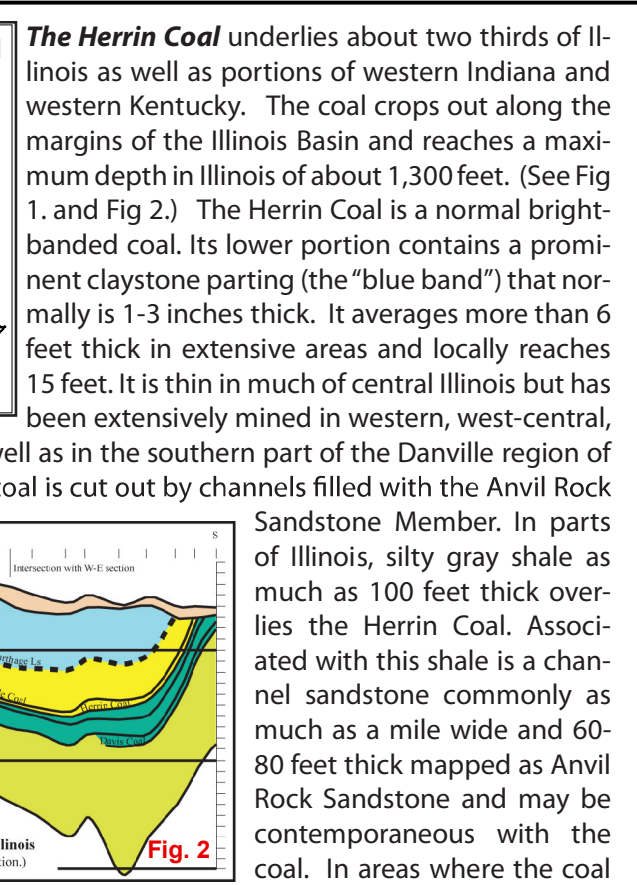 The Herrin Coal underlies about two thirds of Il-
linois as well as portions of western Indiana and
western Kentucky. The coal crops out along the
margins of the Illinois Basin and reaches a maxi-
mum depth in Illinois of about 1,300 feet. (See Fig
1. and Fig 2.) The Herrin Coal is a normal bright-
banded coal. Its lower portion contains a promi-
nent claystone parting (the “blue band”) that nor-
mally is 1-3 inches thick. It averages more than 6
feet thick in extensive areas and locally reaches
15 feet. It is thin in much of central Illinois but has
been extensively mined in western, west-central,
well as in the southern part of the Danville region of
coal is cut out by channels filled with the Anvil Rock
Sandstone Member. In parts
of Illinois, silty gray shale as
much as 100 feet thick over-
lies the Herrin Coal. Associ-
ated with this shale is a chan-
nel sandstone commonly as
much as a mile wide and 60-
80 feet thick mapped as Anvil
Rock Sandstone and may be
contemporaneous with the
coal. In areas where the coal
S
Intersection with W-E section
rthage Ls
Coal
Herrin Coal
Davis Coal
linois
tion.)
Fig. 2